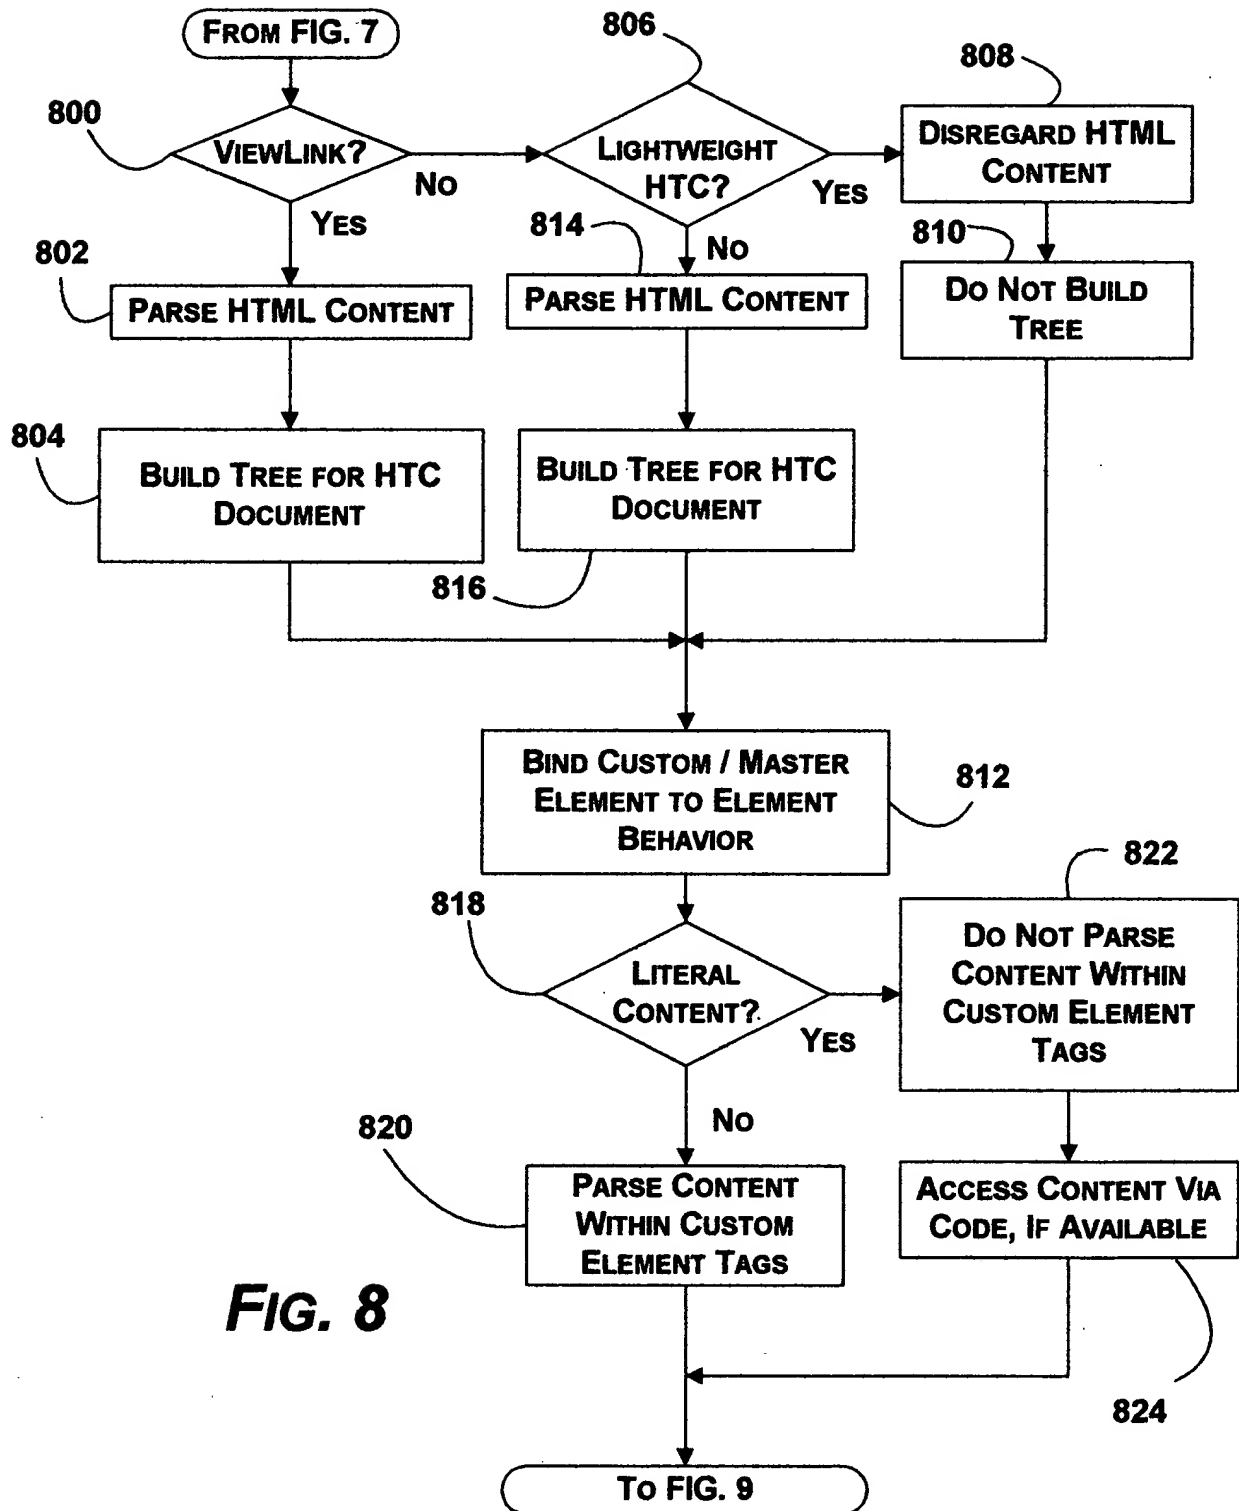 FROM FIG. 7
806
808
800
VIEWLINK?
LIGHTWEIGHT
HTC?
DISREGARD HTML
CONTENT
NO
YES
YES
814
NO
810
802
PARSE HTML CONTENT
PARSE HTML CONTENT
DO NOT BUILD
TREE
804
BUILD TREE FOR HTC
DOCUMENT
BUILD TREE FOR HTC
DOCUMENT
816
BIND CUSTOM / MASTER
ELEMENT TO ELEMENT
BEHAVIOR
812
822
818
LITERAL
CONTENT?
YES
DO NOT PARSE
CONTENT WITHIN
CUSTOM ELEMENT
TAGS
NO
820
PARSE CONTENT
WITHIN CUSTOM
ELEMENT TAGS
ACCESS CONTENT VIA
CODE, IF AVAILABLE
FIG. 8
824
TO FIG. 9